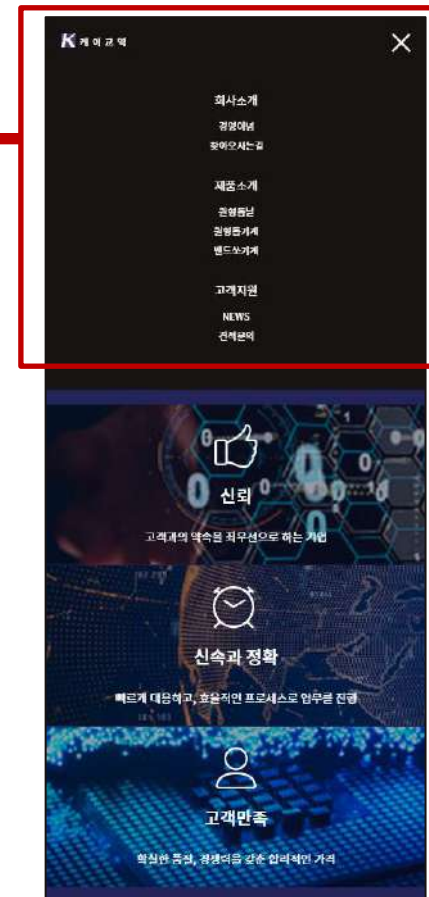 K 케이교역
회사소개
경영이념
찾아오시는길
제품소개
원형톱날
원형톱기계
밴드쏘기계
고객지원
NEWS
견적문의
신뢰
고객과의 약속을 최우선으로 하는 기업
신속과 정확
빠르게 대응하고, 효율적인 프로세스로 업무를 진행
고객만족
확실한 품질, 경쟁력을 갖춘 합리적인 가격